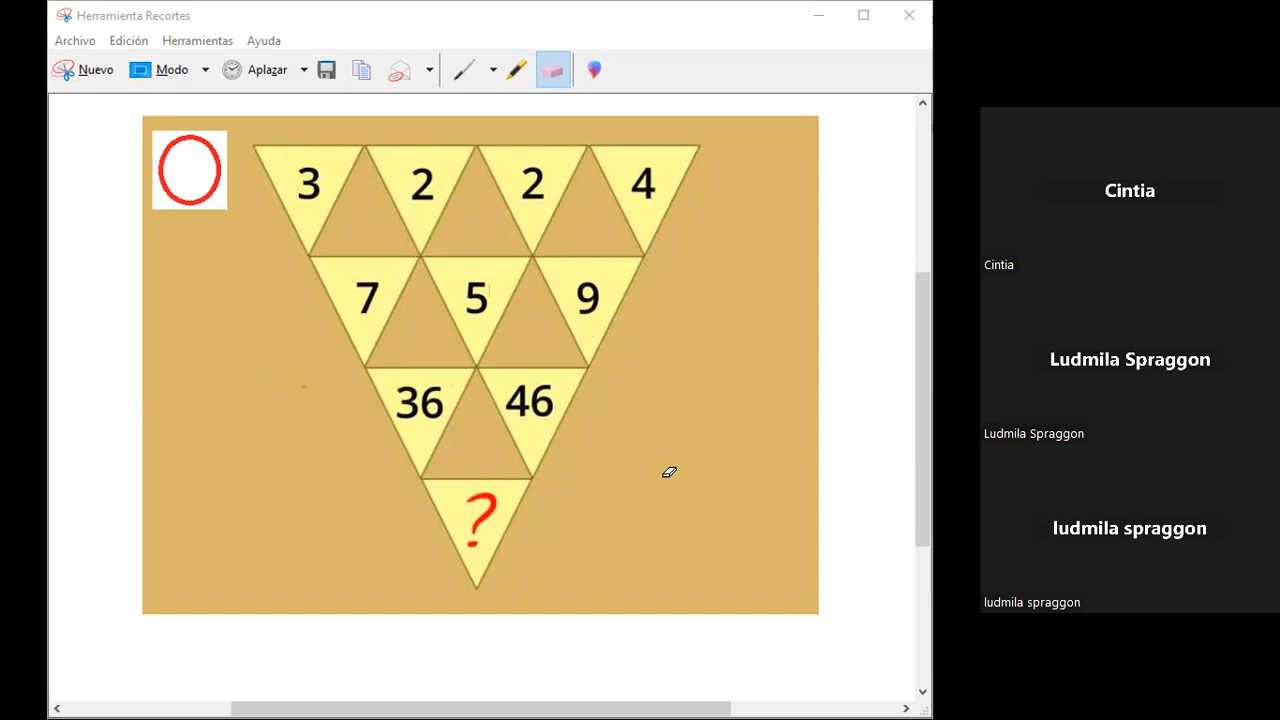 Herramienta Recortes
Archivo Edición Herramientas Ayuda
Nuevo Modo Aplazar
3 2 2 4
7 5 9
36 46
?
Cintia
Cintia
Ludmila Spraggon
Ludmila Spraggon
ludmila spraggon
ludmila spraggon